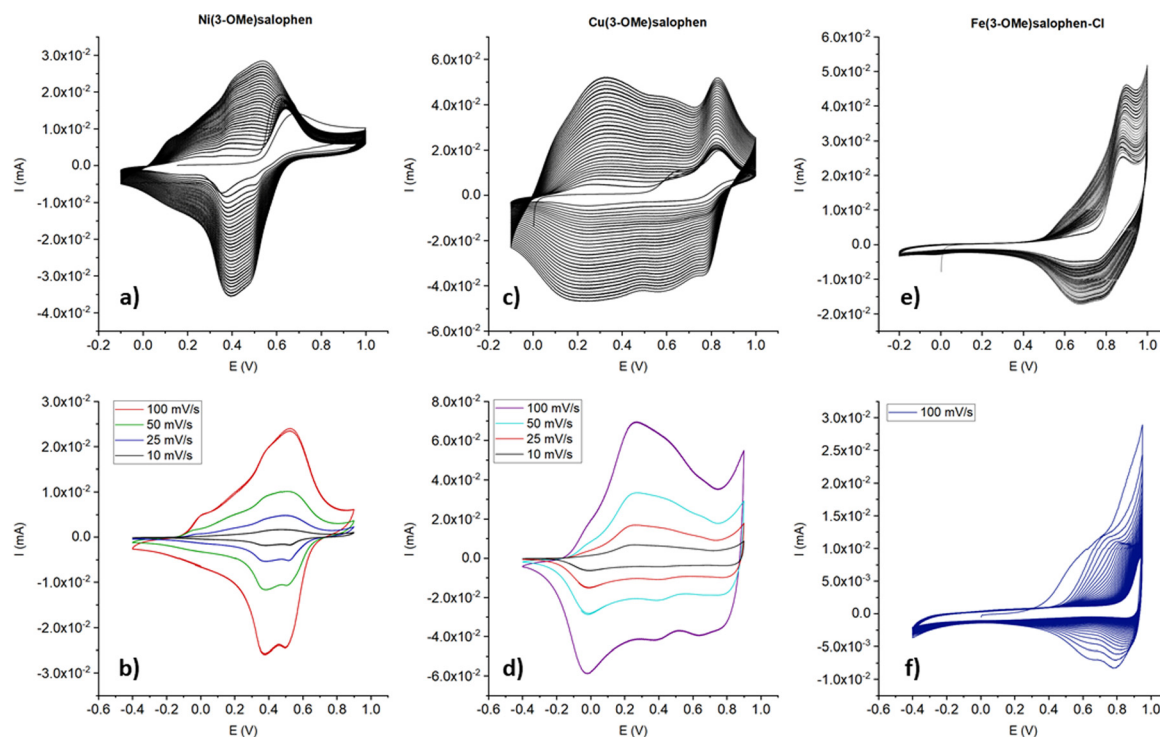 Ni(3-OMe)salophen
3.0x10⁻²
2.0x10⁻²
1.0x10⁻²
0.0
-1.0x10⁻²
-2.0x10⁻²
-3.0x10⁻²
-4.0x10⁻²
I (mA)
a)
-0.2 0.0 0.2 0.4 0.6 0.8 1.0
E (V)
Cu(3-OMe)salophen
6.0x10⁻²
4.0x10⁻²
2.0x10⁻²
0.0
-2.0x10⁻²
-4.0x10⁻²
-6.0x10⁻²
I (mA)
c)
-0.2 0.0 0.2 0.4 0.6 0.8 1.0
E (V)
Fe(3-OMe)salophen-Cl
6.0x10⁻²
5.0x10⁻²
4.0x10⁻²
3.0x10⁻²
2.0x10⁻²
1.0x10⁻²
0.0
-1.0x10⁻²
-2.0x10⁻²
I (mA)
e)
-0.2 0.0 0.2 0.4 0.6 0.8 1.0
E (V)
100 mV/s
50 mV/s
25 mV/s
10 mV/s
3.0x10⁻²
2.0x10⁻²
1.0x10⁻²
0.0
-1.0x10⁻²
-2.0x10⁻²
-3.0x10⁻²
I (mA)
b)
-0.6 -0.4 -0.2 0.0 0.2 0.4 0.6 0.8 1.0
E (V)
100 mV/s
50 mV/s
25 mV/s
10 mV/s
8.0x10⁻²
6.0x10⁻²
4.0x10⁻²
2.0x10⁻²
0.0
-2.0x10⁻²
-4.0x10⁻²
-6.0x10⁻²
I (mA)
d)
-0.6 -0.4 -0.2 0.0 0.2 0.4 0.6 0.8 1.0
E (V)
100 mV/s
3.0x10⁻²
2.5x10⁻²
2.0x10⁻²
1.5x10⁻²
1.0x10⁻²
5.0x10⁻³
0.0
-5.0x10⁻³
-1.0x10⁻²
I (mA)
f)
-0.6 -0.4 -0.2 0.0 0.2 0.4 0.6 0.8 1.0
E (V)